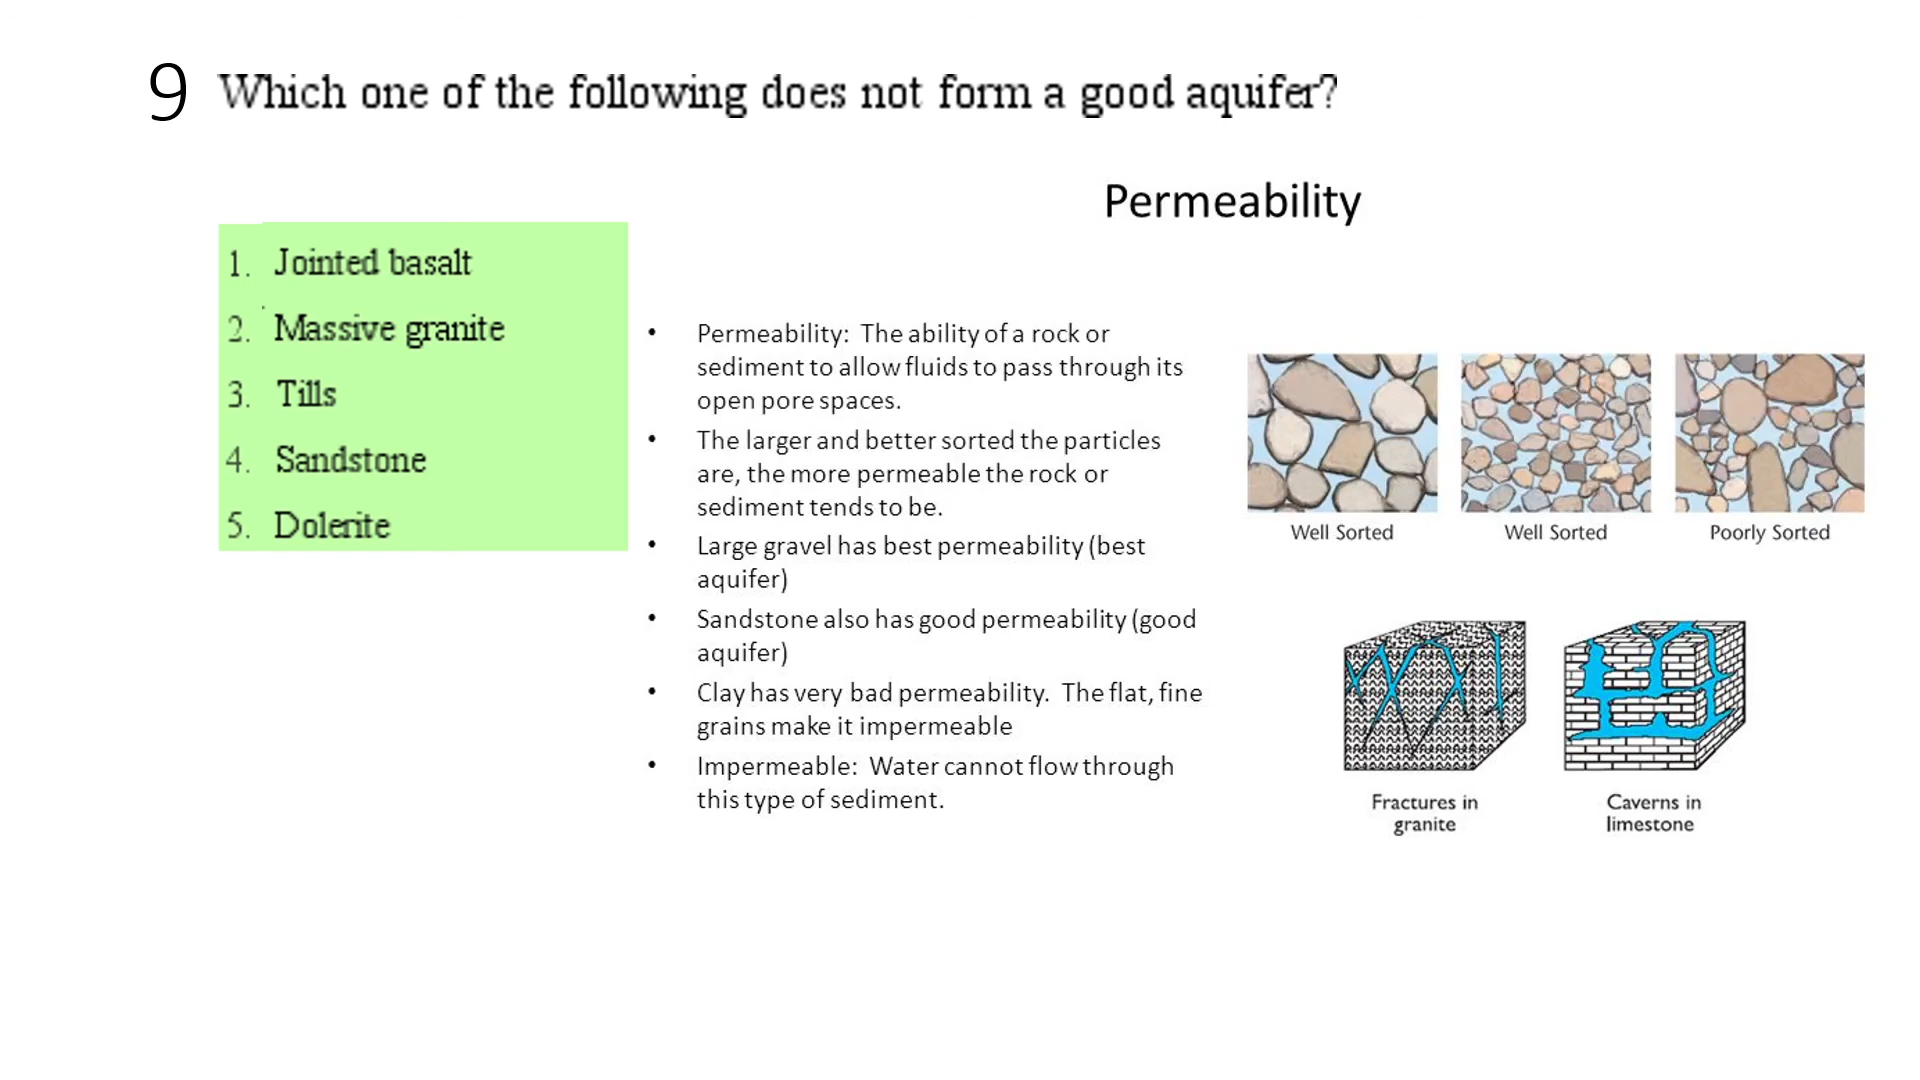 9 Which one of the following does not form a good aquifer?
Permeability
1. Jointed basalt
2. Massive granite
3. Tills
4. Sandstone
5. Dolerite
• Permeability: The ability of a rock or
sediment to allow fluids to pass through its
open pore spaces.
• The larger and better sorted the particles
are, the more permeable the rock or
sediment tends to be.
• Large gravel has best permeability (best
aquifer)
• Sandstone also has good permeability (good
aquifer)
• Clay has very bad permeability. The flat, fine
grains make it impermeable
• Impermeable: Water cannot flow through
this type of sediment.
Well Sorted
Well Sorted
Poorly Sorted
Fractures in
granite
Caverns in
limestone